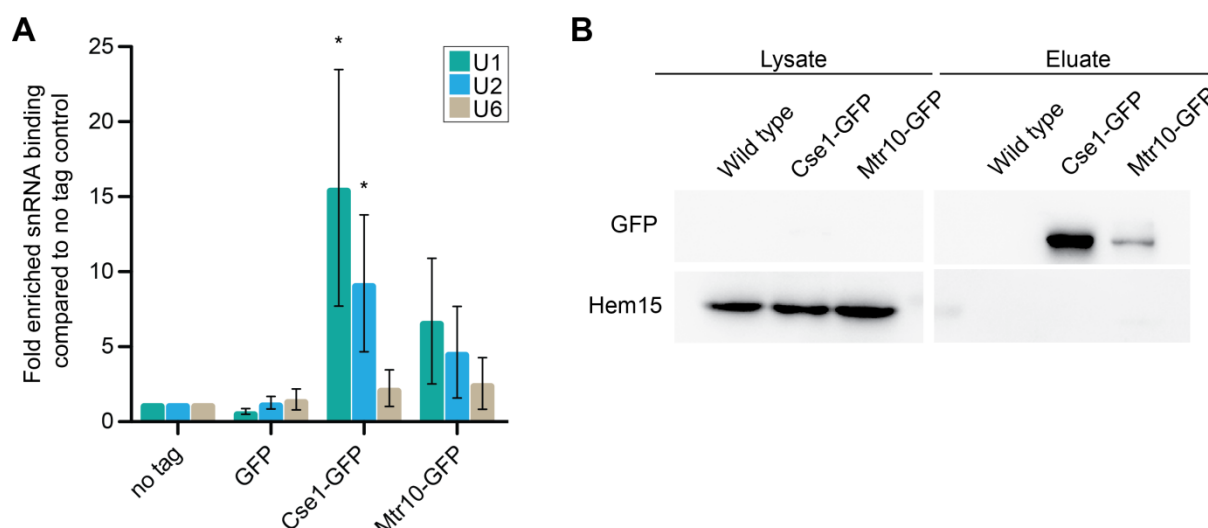 A
Fold enriched snRNA binding
compared to no tag control
25
20
15
10
5
0
*
*
U1
U2
U6
no tag
GFP
Cse1-GFP
Mtr10-GFP
B
Lysate
Eluate
Wild type
Cse1-GFP
Mtr10-GFP
Wild type
Cse1-GFP
Mtr10-GFP
GFP
Hem15